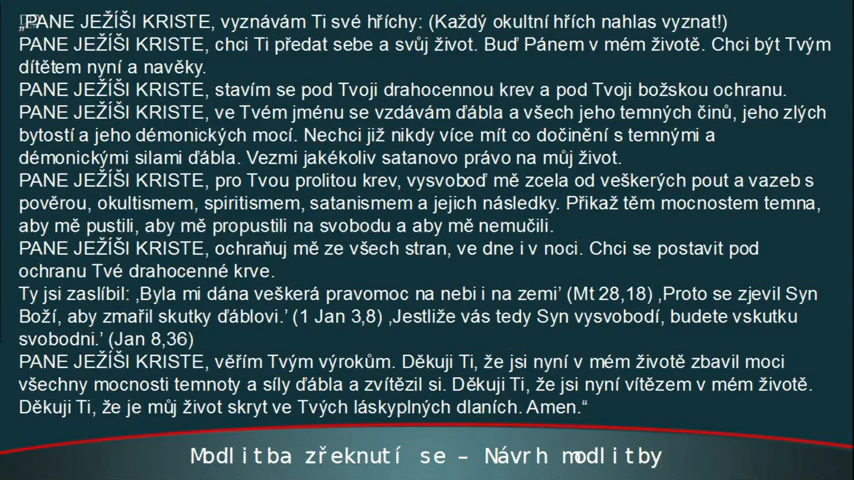 „PANE JEŽÍŠI KRISTE, vyznávám Ti své hříchy: (Každý okultní hřích nahlas vyznat!)
PANE JEŽÍŠI KRISTE, chci Ti předat sebe a svůj život. Buď Pánem v mém životě. Chci být Tvým
dítětem nyní a navěky.
PANE JEŽÍŠI KRISTE, stavím se pod Tvoji drahocennou krev a pod Tvoji božskou ochranu.
PANE JEŽÍŠI KRISTE, ve Tvém jménu se vzdávám ďábla a všech jeho temných činů, jeho zlých
bytostí a jeho démonických mocí. Nechci již nikdy více mít co dočinění s temnými a
démonickými silami ďábla. Vezmi jakékoliv satanovo právo na můj život.
PANE JEŽÍŠI KRISTE, pro Tvou prolitou krev, vysvoboď mě zcela od veškerých pout a vazeb s
pověrou, okultismem, spiritismem, satanismem a jejich následky. Přikaž těm mocnostem temna,
aby mě pustili, aby mě propustili na svobodu a aby mě nemučili.
PANE JEŽÍŠI KRISTE, ochraňuj mě ze všech stran, ve dne i v noci. Chci se postavit pod
ochranu Tvé drahocenné krve.
Ty jsi zaslíbil: ‚Byla mi dána veškerá pravomoc na nebi i na zemi’ (Mt 28,18) ‚Proto se zjevil Syn
Boží, aby zmařil skutky ďáblovi.’ (1 Jan 3,8) ‚Jestliže vás tedy Syn vysvobodí, budete vskutku
svobodni.’ (Jan 8,36)
PANE JEŽÍŠI KRISTE, věřím Tvým výrokům. Děkuji Ti, že jsi nyní v mém životě zbavil moci
všechny mocnosti temnoty a síly ďábla a zvítězil si. Děkuji Ti, že jsi nyní vítězem v mém životě.
Děkuji Ti, že je můj život skryt ve Tvých láskyplných dlaních. Amen.“
Modlitba zřeknutí se – Návrh modlitby